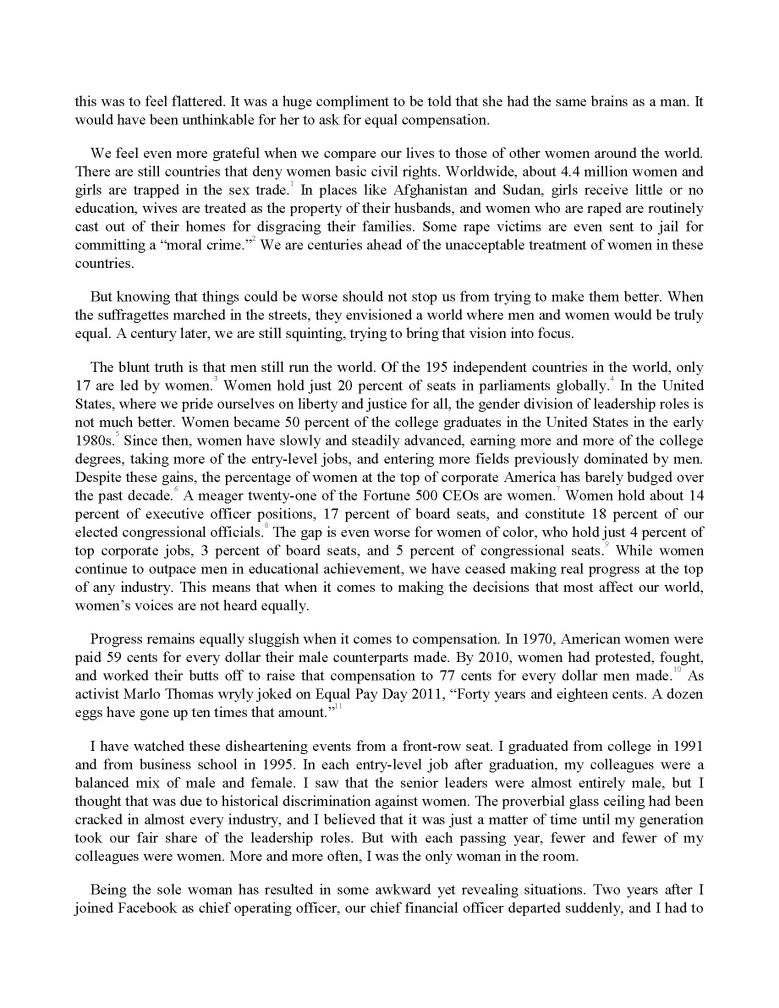 this was to feel flattered. It was a huge compliment to be told that she had the same brains as a man. It
would have been unthinkable for her to ask for equal compensation.
We feel even more grateful when we compare our lives to those of other women around the world.
There are still countries that deny women basic civil rights. Worldwide, about 4.4 million women and
girls are trapped in the sex trade.1 In places like Afghanistan and Sudan, girls receive little or no
education, wives are treated as the property of their husbands, and women who are raped are routinely
cast out of their homes for disgracing their families. Some rape victims are even sent to jail for
committing a “moral crime.”2 We are centuries ahead of the unacceptable treatment of women in these
countries.
But knowing that things could be worse should not stop us from trying to make them better. When
the suffragettes marched in the streets, they envisioned a world where men and women would be truly
equal. A century later, we are still squinting, trying to bring that vision into focus.
The blunt truth is that men still run the world. Of the 195 independent countries in the world, only
17 are led by women.3 Women hold just 20 percent of seats in parliaments globally.4 In the United
States, where we pride ourselves on liberty and justice for all, the gender division of leadership roles is
not much better. Women became 50 percent of the college graduates in the United States in the early
1980s.5 Since then, women have slowly and steadily advanced, earning more and more of the college
degrees, taking more of the entry-level jobs, and entering more fields previously dominated by men.
Despite these gains, the percentage of women at the top of corporate America has barely budged over
the past decade.6 A meager twenty-one of the Fortune 500 CEOs are women.7 Women hold about 14
percent of executive officer positions, 17 percent of board seats, and constitute 18 percent of our
elected congressional officials.8 The gap is even worse for women of color, who hold just 4 percent of
top corporate jobs, 3 percent of board seats, and 5 percent of congressional seats.9 While women
continue to outpace men in educational achievement, we have ceased making real progress at the top
of any industry. This means that when it comes to making the decisions that most affect our world,
women’s voices are not heard equally.
Progress remains equally sluggish when it comes to compensation. In 1970, American women were
paid 59 cents for every dollar their male counterparts made. By 2010, women had protested, fought,
and worked their butts off to raise that compensation to 77 cents for every dollar men made.10 As
activist Marlo Thomas wryly joked on Equal Pay Day 2011, “Forty years and eighteen cents. A dozen
eggs have gone up ten times that amount.”11
I have watched these disheartening events from a front-row seat. I graduated from college in 1991
and from business school in 1995. In each entry-level job after graduation, my colleagues were a
balanced mix of male and female. I saw that the senior leaders were almost entirely male, but I
thought that was due to historical discrimination against women. The proverbial glass ceiling had been
cracked in almost every industry, and I believed that it was just a matter of time until my generation
took our fair share of the leadership roles. But with each passing year, fewer and fewer of my
colleagues were women. More and more often, I was the only woman in the room.
Being the sole woman has resulted in some awkward yet revealing situations. Two years after I
joined Facebook as chief operating officer, our chief financial officer departed suddenly, and I had to